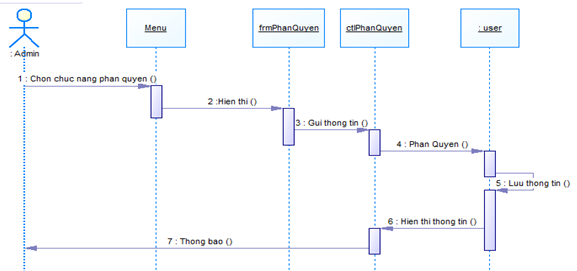 Menu
frmPhanQuyen
ctlPhanQuyen
: user
: Admin
1 : Chon chuc nang phan quyen ()
2 :Hien thi ()
3 : Gui thong tin ()
4 : Phan Quyen ()
5 : Luu thong tin ()
6 : Hien thi thong tin ()
7 : Thong bao ()